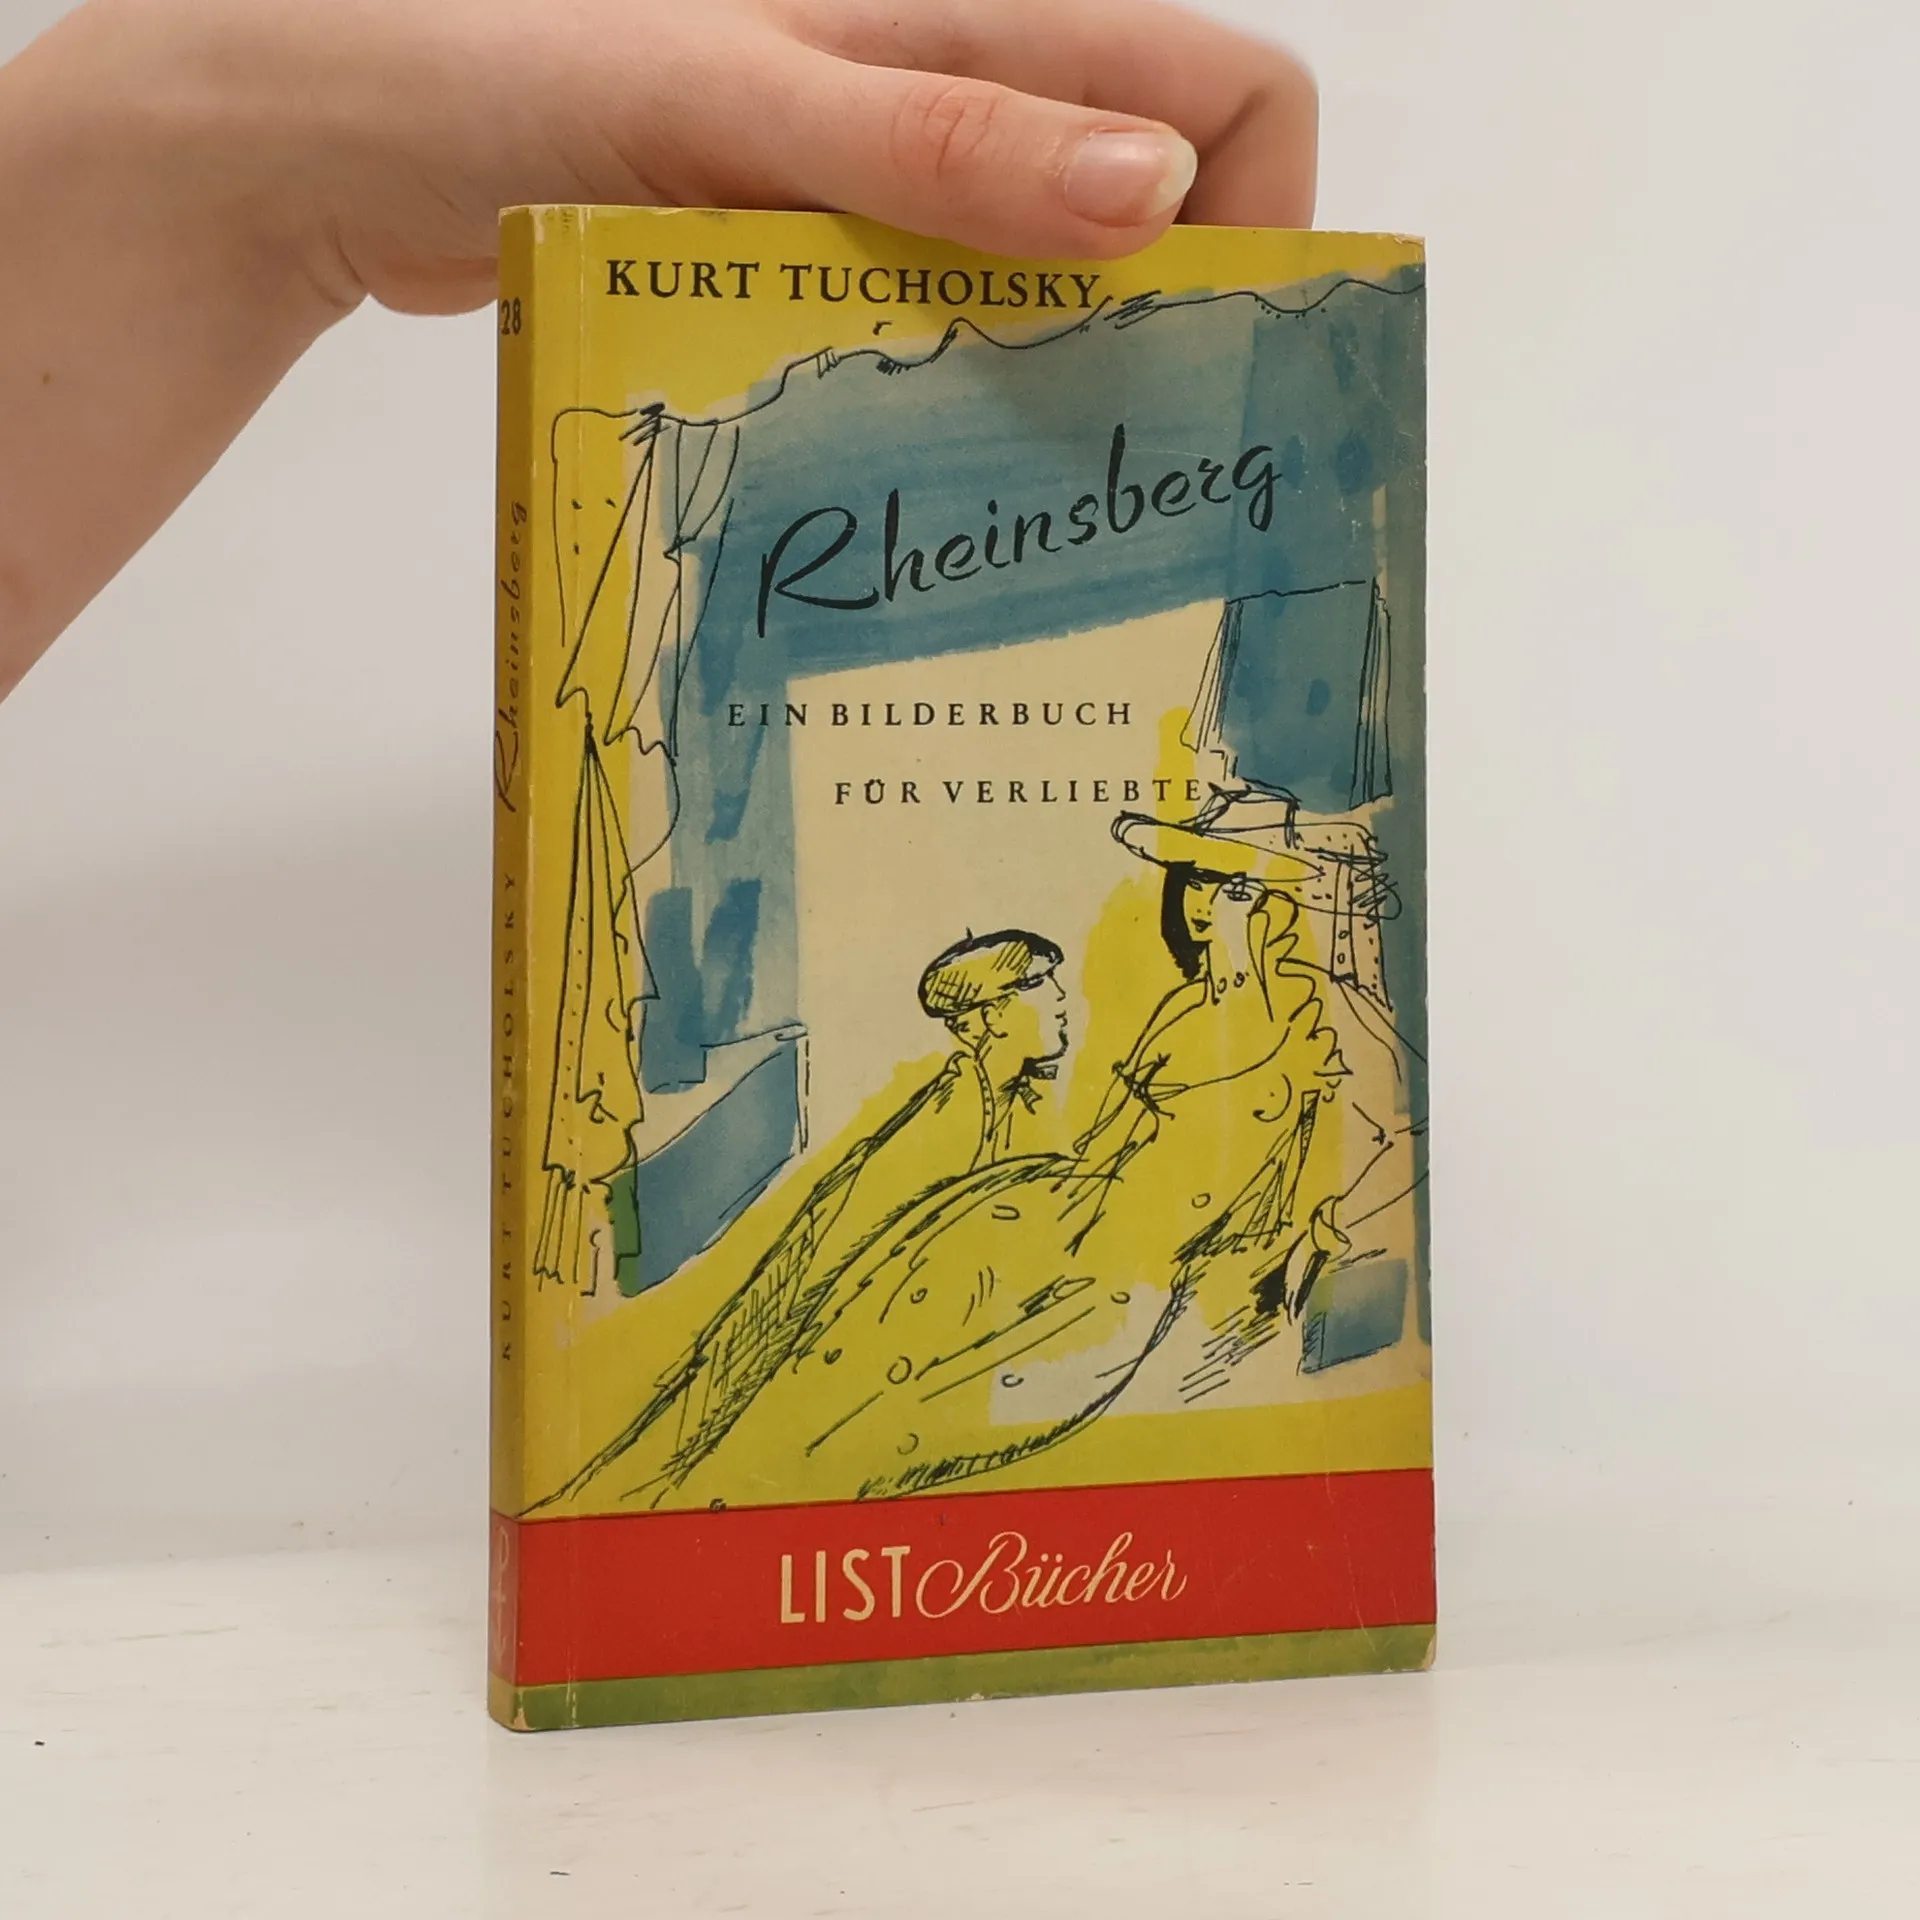 KURT TUCHOLSKY
Rheinsberg
EIN BILDERBUCH
FÜR VERLIEBTE
LIST Bücher
28
KURT TUCHOLSKY Rheinsberg